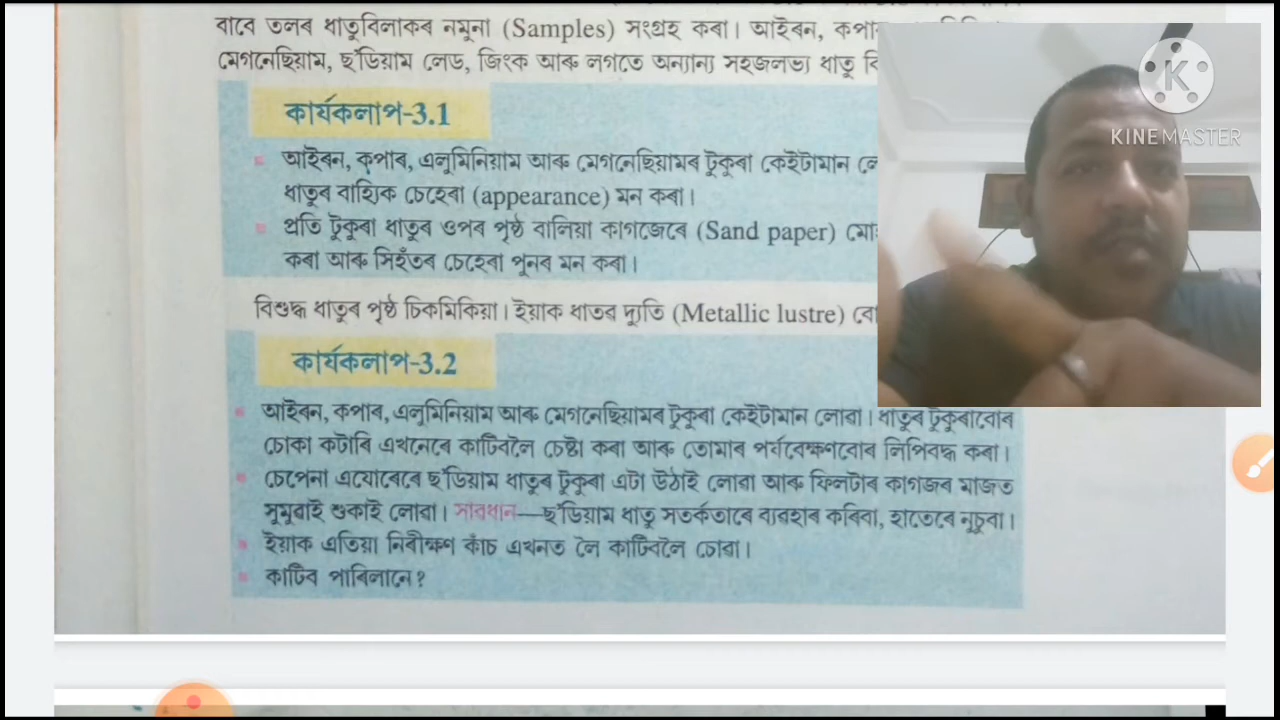 বাবে তলৰ ধাতুবিলাকৰ নমুনা (Samples) সংগ্ৰহ কৰা। আইৰন,
মেগনেছিয়াম, ছ'ডিয়াম লেড, জিংক আৰু লগতে অন্যান্য সহজলভ্য ধাতু
কাৰ্যকলাপ-3.1
আইৰন, কপাৰ, এলুমিনিয়াম আৰু মেগনেছিয়ামৰ টুকুৰা কেইটামান
ধাতুৰ বাহ্যিক চেহেৰা (appearance) মন কৰা।
প্ৰতি টুকুৰা ধাতুৰ ওপৰ পৃষ্ঠ বালিয়া কাগজেৰে (Sand paper)
কৰা আৰু সিহঁতৰ চেহেৰা পুনৰ মন কৰা।
বিশুদ্ধ ধাতুৰ পৃষ্ঠ চিকমিকিয়া। ইয়াক ধাতৱ দ্যুতি (Metallic lustre)
কাৰ্যকলাপ-3.2
আইৰন, কপাৰ, এলুমিনিয়াম আৰু মেগনেছিয়ামৰ টুকুৰা কেইটামান লোৱা। ধাতুৰ টুকুৰাবোৰ
চোকা কটাৰি এখনেৰে কাটিবলৈ চেষ্টা কৰা আৰু তোমাৰ পৰ্যবেক্ষণবোৰ লিপিবদ্ধ কৰা।
চেপেনা এযোৰেৰে ছ'ডিয়াম ধাতুৰ টুকুৰা এটা উঠাই লোৱা আৰু ফিলটাৰ কাগজৰ মাজত
সুমুৱাই শুকাই লোৱা। সাৱধান—ছ'ডিয়াম ধাতু সতৰ্কতাৰে ব্যৱহাৰ কৰিবা, হাতেৰে নুচুবা।
ইয়াক এতিয়া নিৰীক্ষণ কাঁচ এখনত লৈ কাটিবলৈ চোৱা।
কাটিব পাৰিলানে?
KINEMASTER